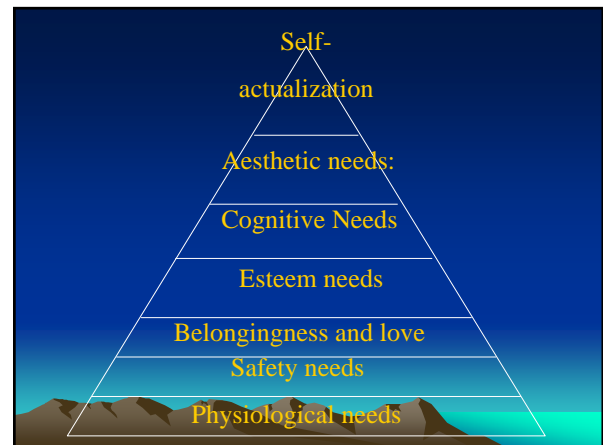 Self-
actualization
Aesthetic needs:
Cognitive Needs
Esteem needs
Belongingness and love
Safety needs
Physiological needs